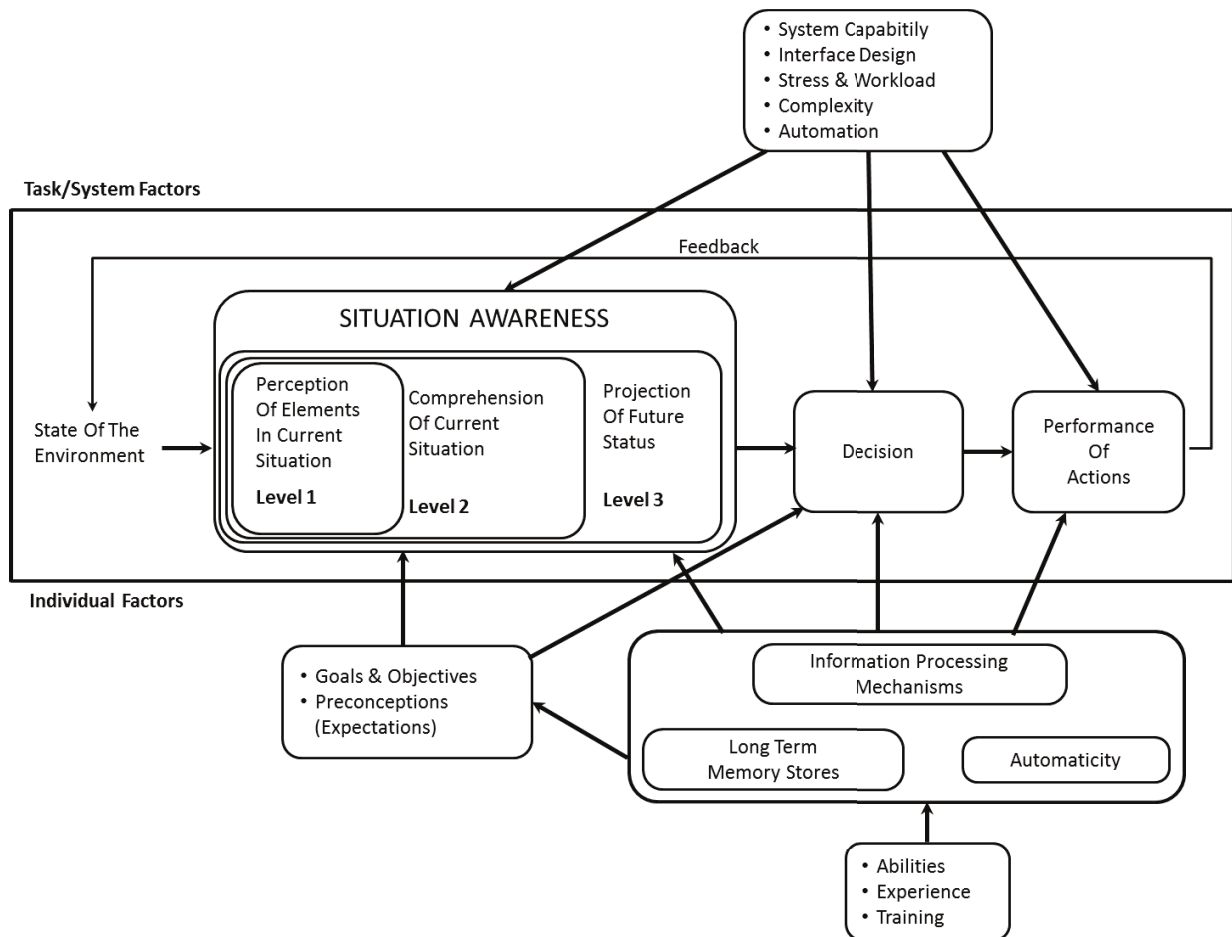 • System Capabitily
• Interface Design
• Stress & Workload
• Complexity
• Automation
Task/System Factors
Feedback
SITUATION AWARENESS
Perception
Of Elements
In Current
Situation
Level 1
Comprehension
Of Current
Situation
Level 2
Projection
Of Future
Status
Level 3
State Of The
Environment
Decision
Performance
Of
Actions
Individual Factors
• Goals & Objectives
• Preconceptions
(Expectations)
Information Processing
Mechanisms
Long Term
Memory Stores
Automaticity
• Abilities
• Experience
• Training